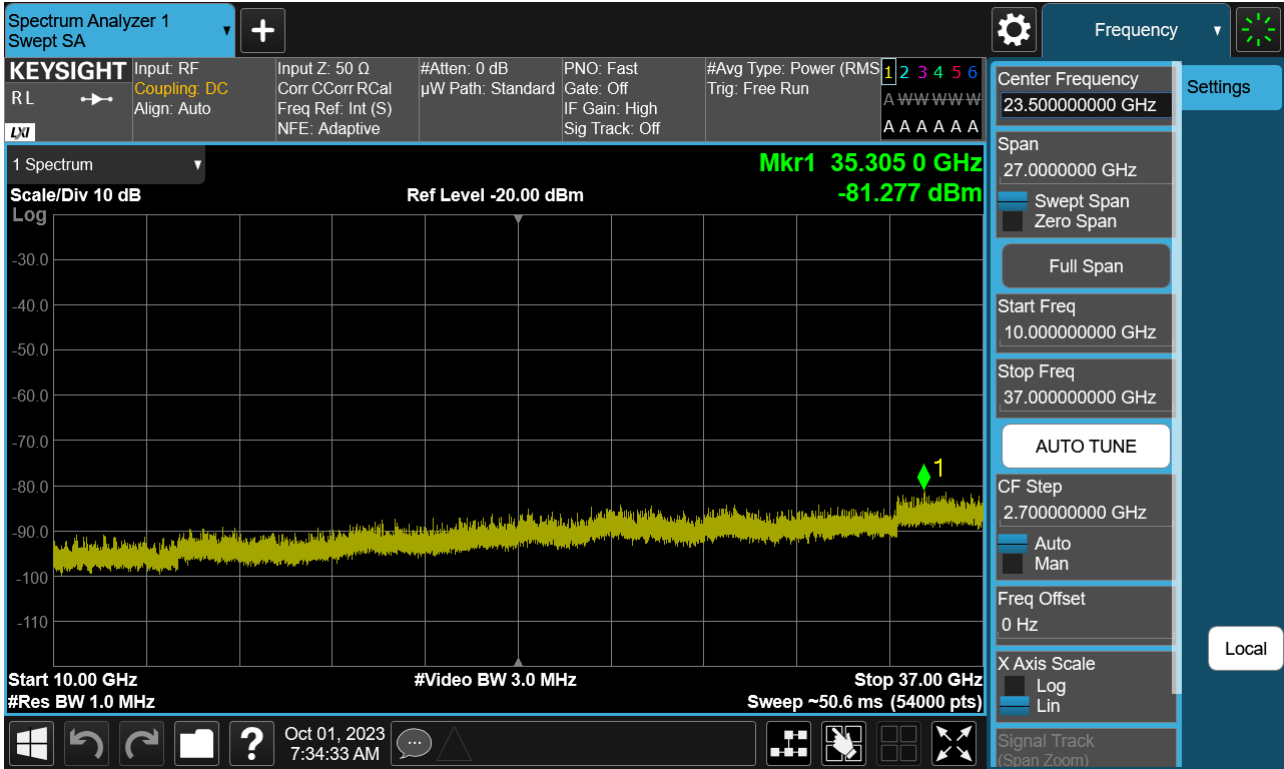 Spectrum Analyzer 1
Swept SA
Frequency
KEYSIGHT
R L
LXI
Input: RF
Coupling: DC
Align: Auto
Input Z: 50 Ω
Corr CCorr RCal
Freq Ref: Int (S)
NFE: Adaptive
#Atten: 0 dB
µW Path: Standard
PNO: Fast
Gate: Off
IF Gain: High
Sig Track: Off
#Avg Type: Power (RMS
Trig: Free Run
1 2 3 4 5 6
A W W W W W
A A A A A A
1 Spectrum
Mkr1 35.305 0 GHz
-81.277 dBm
Scale/Div 10 dB
Ref Level -20.00 dBm
Log
-30.0
-40.0
-50.0
-60.0
-70.0
-80.0
-90.0
-100
-110
1
Start 10.00 GHz
#Video BW 3.0 MHz
Stop 37.00 GHz
#Res BW 1.0 MHz
Sweep ~50.6 ms (54000 pts)
?
Oct 01, 2023
7:34:33 AM
Center Frequency
23.500000000 GHz
Span
27.0000000 GHz
Swept Span
Zero Span
Full Span
Start Freq
10.000000000 GHz
Stop Freq
37.000000000 GHz
AUTO TUNE
CF Step
2.700000000 GHz
Auto
Man
Freq Offset
0 Hz
X Axis Scale
Log
Lin
Signal Track
(Span Zoom)
Settings
Local